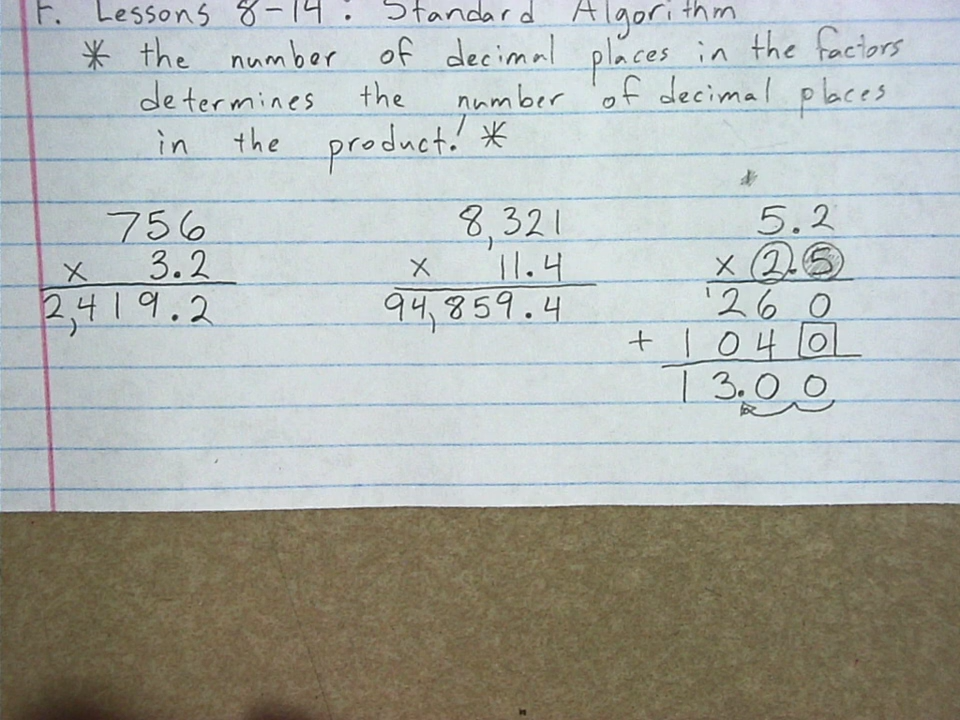 F. Lessons 8-14: Standard Algorithm
* the number of decimal places in the factors
determines the number of decimal places
in the product! *
756
x 3.2
2,419.2
8,321
x 11.4
94,859.4
5.2
x 2.5
1260
+ 1040
13.00